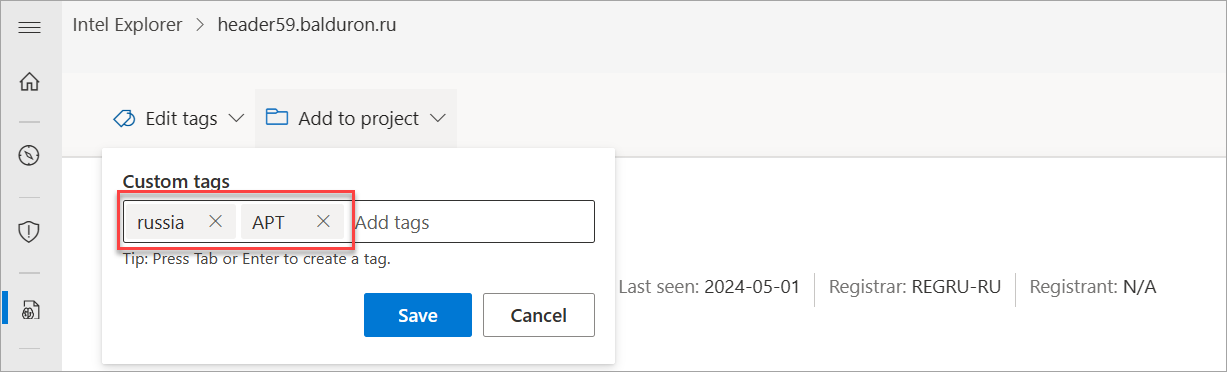 Intel Explorer > header59.balduron.ru
Edit tags Add to project
Custom tags
russia APT Add tags
Tip: Press Tab or Enter to create a tag.
Last seen: 2024-05-01 Registrar: REGRU-RU Registrant: N/A
Save Cancel